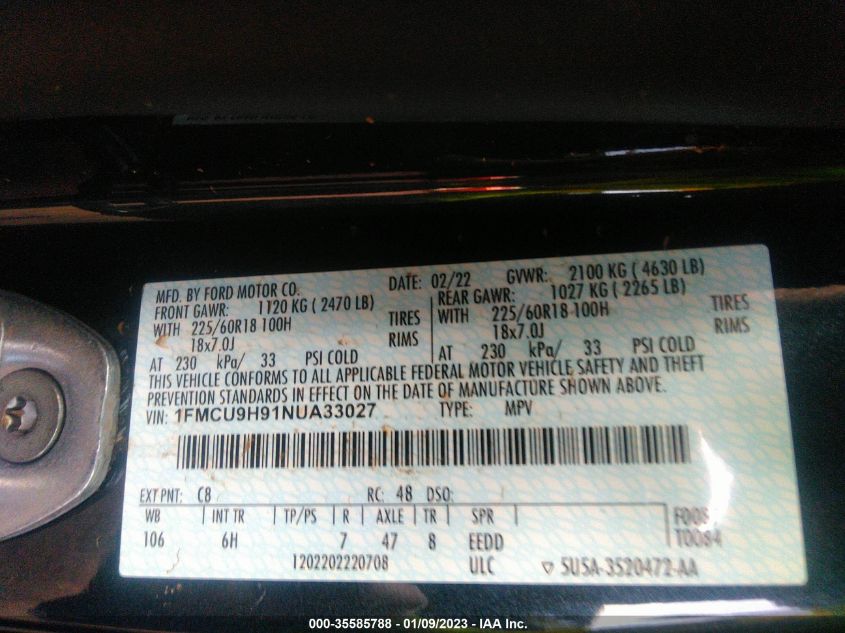 MFD. BY FORD MOTOR CO. DATE: 02/22 GVWR: 2100 KG ( 4630 LB)
FRONT GAWR: 1120 KG ( 2470 LB) REAR GAWR: 1027 KG ( 2265 LB)
WITH 225/60R18 100H TIRES WITH 225/60R18 100H TIRES
18x7.0J RIMS 18x7.0J RIMS
AT 230 kPa/ 33 PSI COLD AT 230 kPa/ 33 PSI COLD
THIS VEHICLE CONFORMS TO ALL APPLICABLE FEDERAL MOTOR VEHICLE SAFETY AND THEFT
PREVENTION STANDARDS IN EFFECT ON THE DATE OF MANUFACTURE SHOWN ABOVE.
VIN: 1FMCU9H91NUA33027 TYPE: MPV
EXT PNT: C8 RC: 48 DSO:
WB INT TR TP/PS R AXLE TR SPR F0085
106 6H 7 47 8 EEDD T0084
1202202220708 ULC ▽ 5U5A-3520472-AA
000-35585788 - 01/09/2023 - IAA Inc.